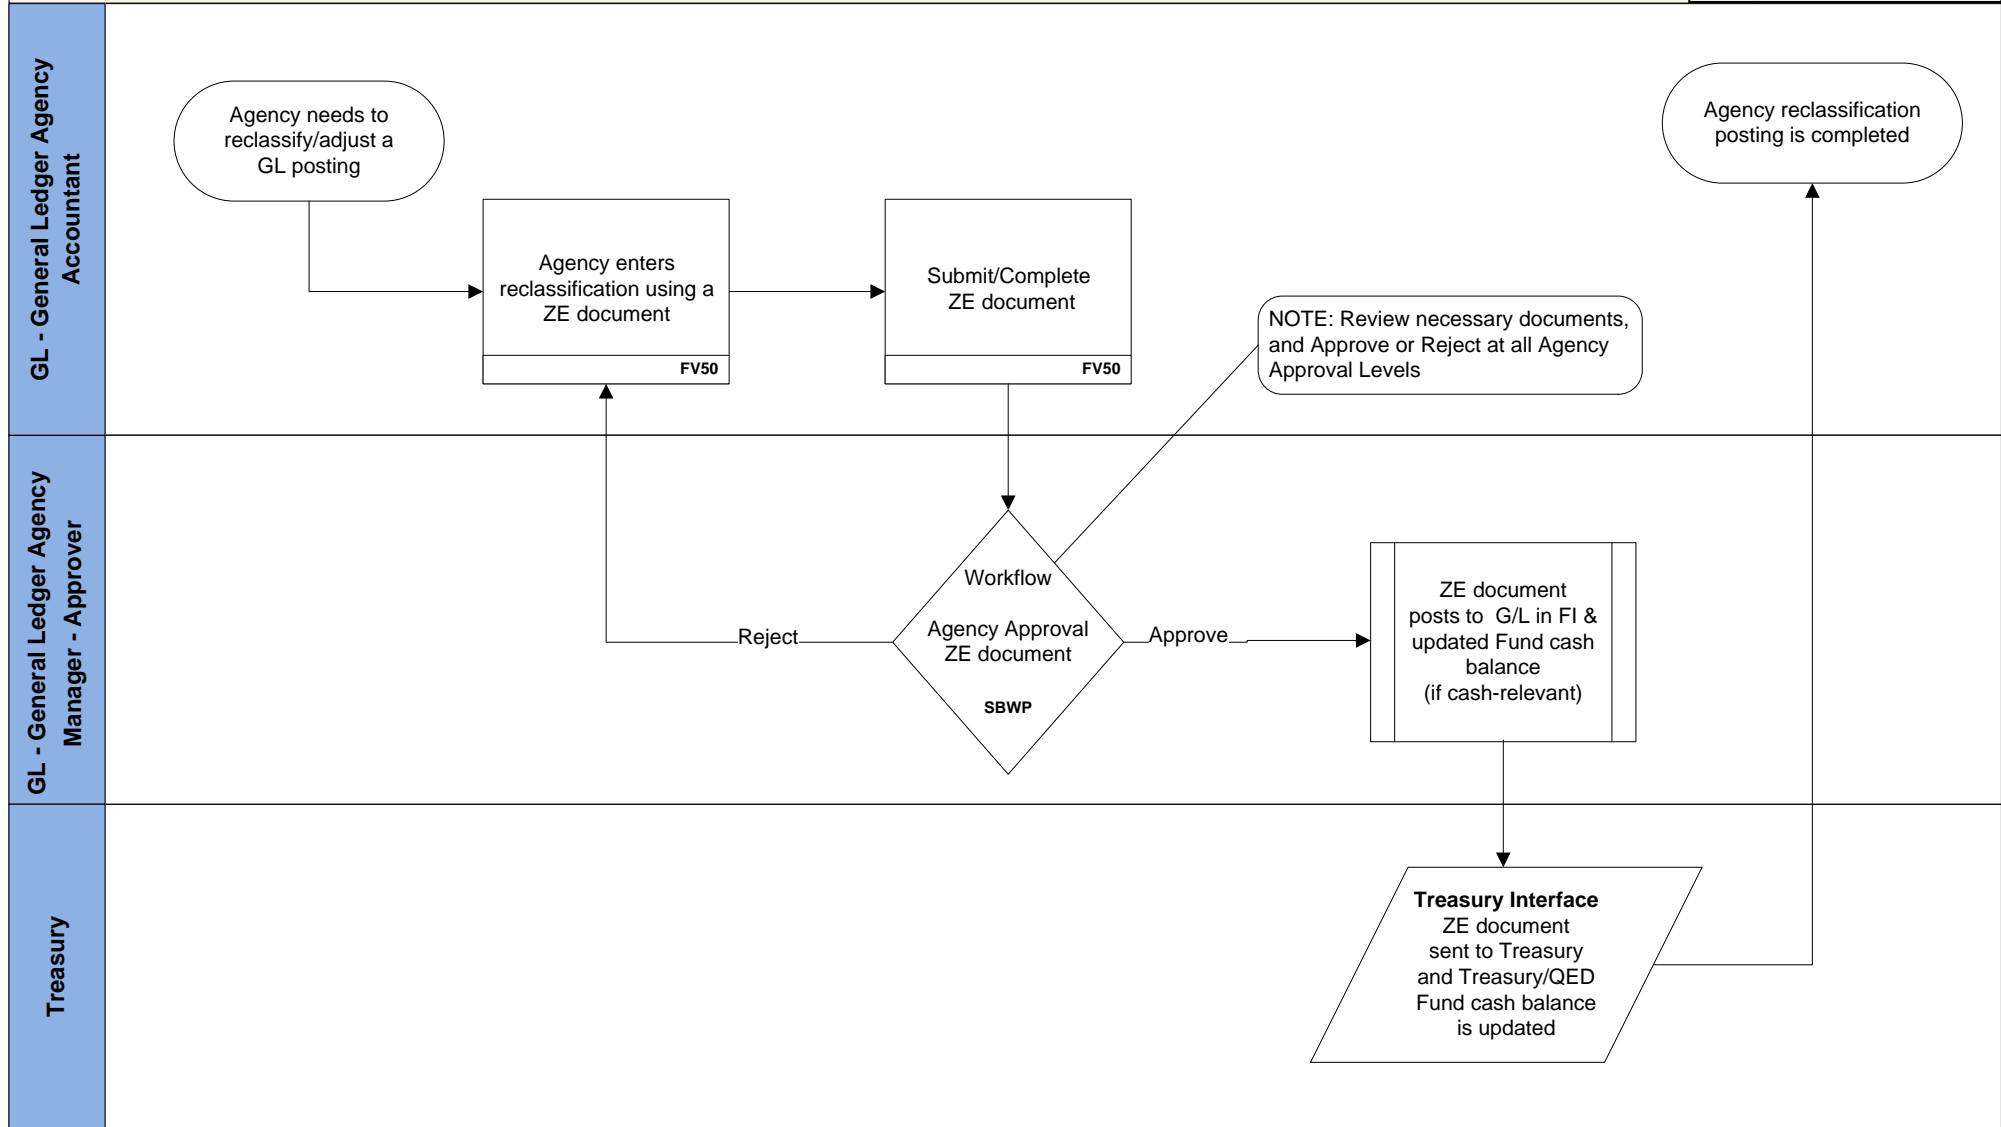 GL - General Ledger Agency
Accountant
Agency needs to
reclassify/adjust a
GL posting
Agency enters
reclassification using a
ZE document
FV50
Submit/Complete
ZE document
FV50
NOTE: Review necessary documents,
and Approve or Reject at all Agency
Approval Levels
Agency reclassification
posting is completed
GL - General Ledger Agency
Manager - Approver
Reject
Workflow
Agency Approval
ZE document
SBWP
Approve
ZE document
posts to G/L in FI &
updated Fund cash
balance
(if cash-relevant)
Treasury
Treasury Interface
ZE document
sent to Treasury
and Treasury/QED
Fund cash balance
is updated